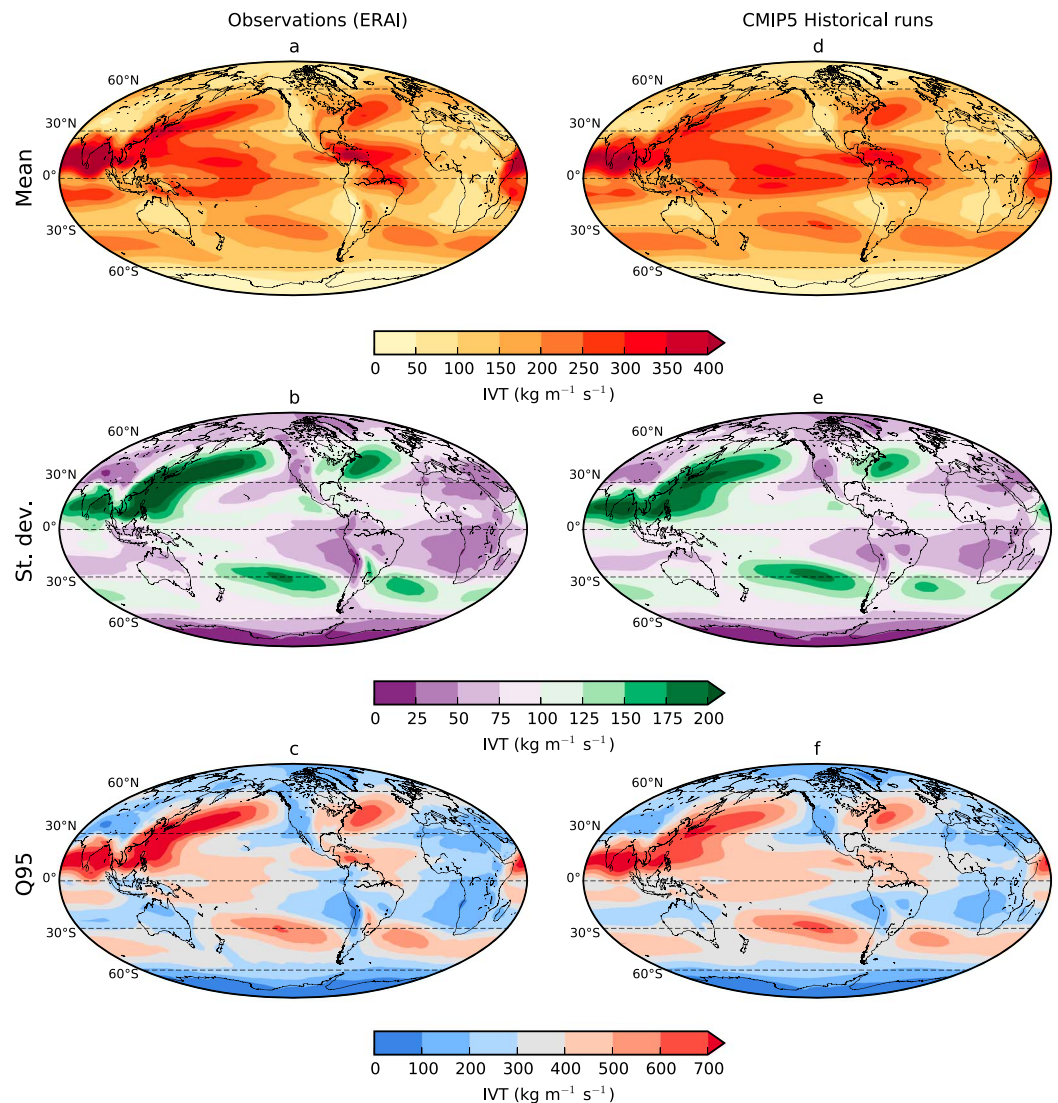 Observations (ERAI)
CMIP5 Historical runs
a
d
60°N
30°N
0°
30°S
60°S
60°N
30°N
0°
30°S
60°S
Mean
0 50 100 150 200 250 300 350 400
IVT (kg m⁻¹ s⁻¹)
b
e
60°N
30°N
0°
30°S
60°S
60°N
30°N
0°
30°S
60°S
St. dev.
0 25 50 75 100 125 150 175 200
IVT (kg m⁻¹ s⁻¹)
c
f
60°N
30°N
0°
30°S
60°S
60°N
30°N
0°
30°S
60°S
Q95
0 100 200 300 400 500 600 700
IVT (kg m⁻¹ s⁻¹)